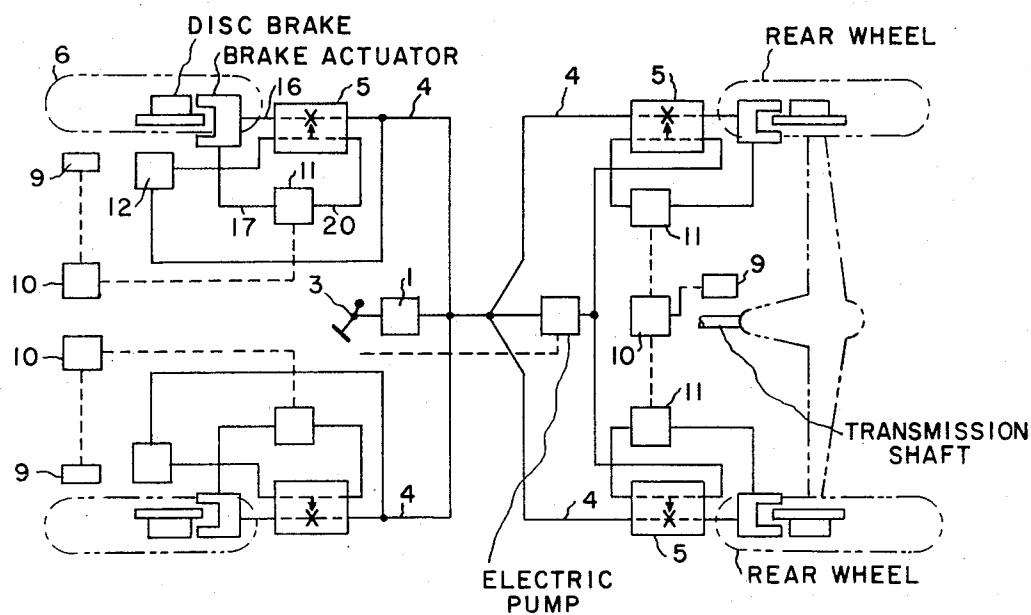 DISC BRAKE
BRAKE ACTUATOR
REAR WHEEL
6
16
5
4
4
5
9
12
11
17
20
11
9
10
3
1
10
10
11
9
TRANSMISSION
SHAFT
4
4
5
ELECTRIC
PUMP
REAR WHEEL